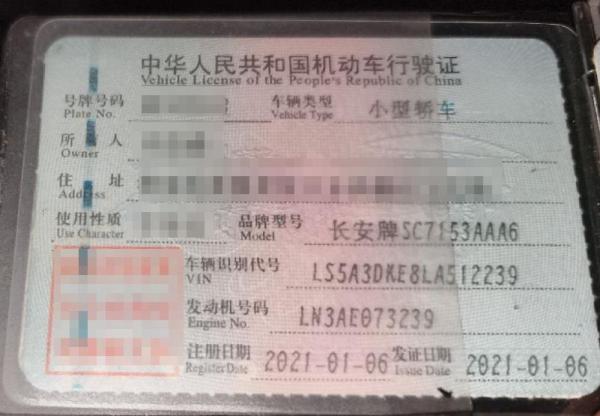 中华人民共和国机动车行驶证
Vehicle License of the People's Republic of China
号牌号码 车辆类型 小型轿车
Plate No. Vehicle Type
所有人
Owner
住址
Address
使用性质 品牌型号 长安牌SC7153AAA6
Use Character Model
车辆识别代号 LS5A3DKE8LA512239
VIN
发动机号码 LN3AE073239
Engine No.
注册日期 2021-01-06 发证日期 2021-01-06
Register Date Issue Date